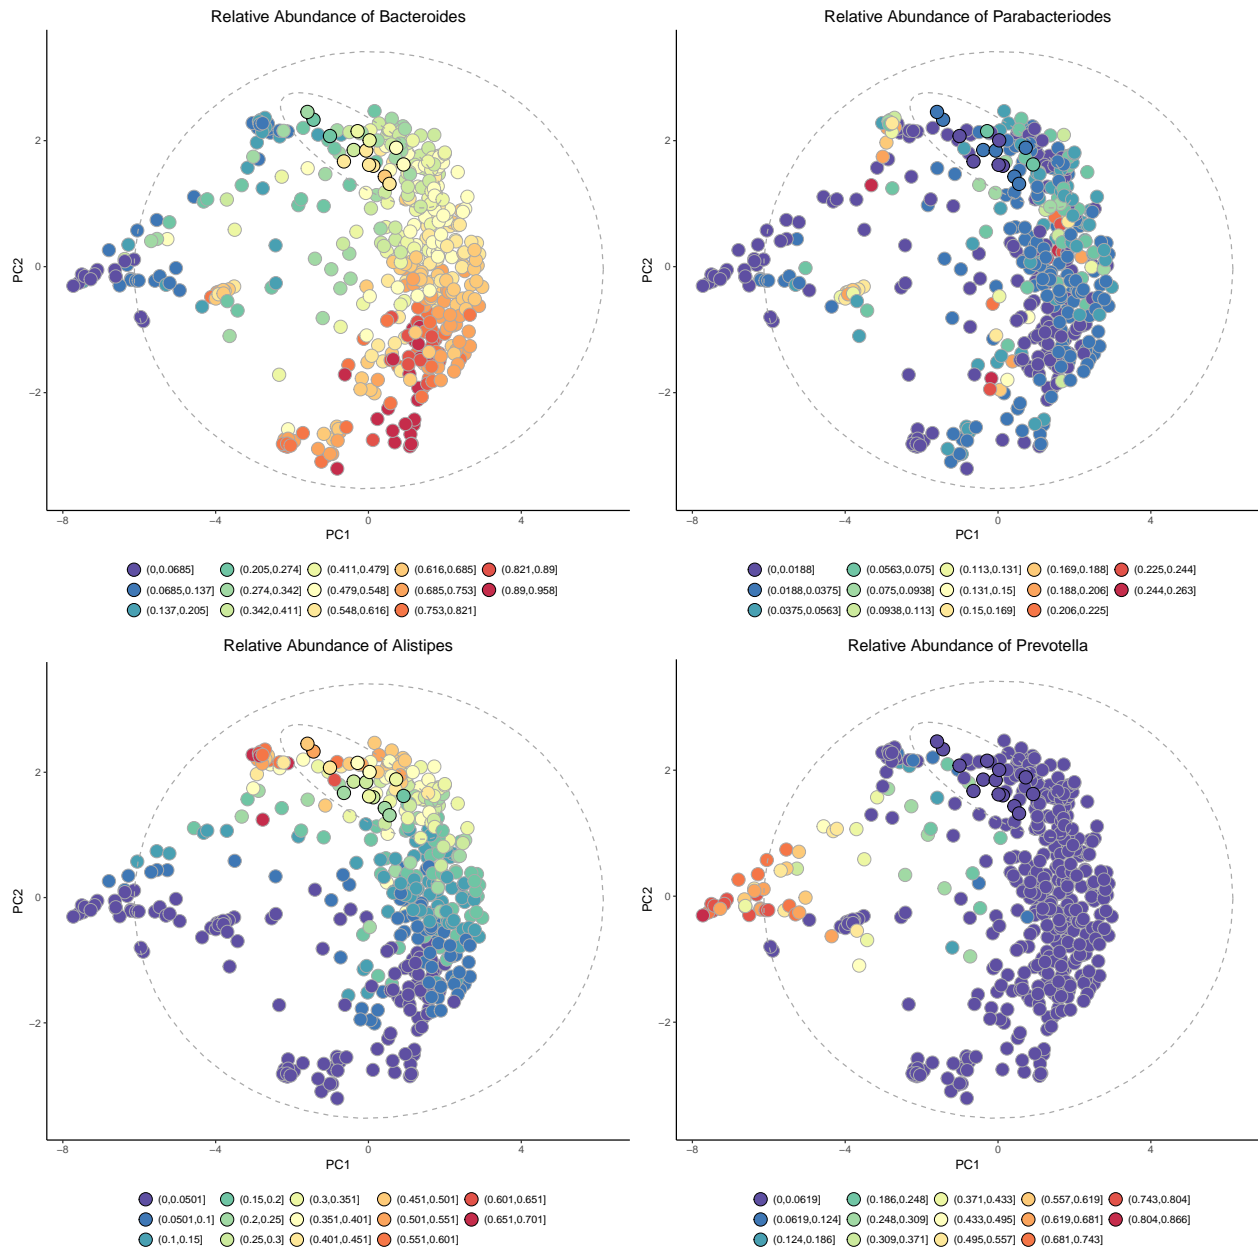 Relative Abundance of Bacteroides
2
0
−2
PC2
−8 −4 0 4
PC1
(0,0.0685] (0.205,0.274] (0.411,0.479] (0.616,0.685] (0.821,0.89]
(0.0685,0.137] (0.274,0.342] (0.479,0.548] (0.685,0.753] (0.89,0.958]
(0.137,0.205] (0.342,0.411] (0.548,0.616] (0.753,0.821]
Relative Abundance of Parabacteriodes
2
0
−2
PC2
−8 −4 0 4
PC1
(0,0.0188] (0.0563,0.075] (0.113,0.131] (0.169,0.188] (0.225,0.244]
(0.0188,0.0375] (0.075,0.0938] (0.131,0.15] (0.188,0.206] (0.244,0.263]
(0.0375,0.0563] (0.0938,0.113] (0.15,0.169] (0.206,0.225]
Relative Abundance of Alistipes
2
0
−2
PC2
−8 −4 0 4
PC1
(0,0.0501] (0.15,0.2] (0.3,0.351] (0.451,0.501] (0.601,0.651]
(0.0501,0.1] (0.2,0.25] (0.351,0.401] (0.501,0.551] (0.651,0.701]
(0.1,0.15] (0.25,0.3] (0.401,0.451] (0.551,0.601]
Relative Abundance of Prevotella
2
0
−2
PC2
−8 −4 0 4
PC1
(0,0.0619] (0.186,0.248] (0.371,0.433] (0.557,0.619] (0.743,0.804]
(0.0619,0.124] (0.248,0.309] (0.433,0.495] (0.619,0.681] (0.804,0.866]
(0.124,0.186] (0.309,0.371] (0.495,0.557] (0.681,0.743]